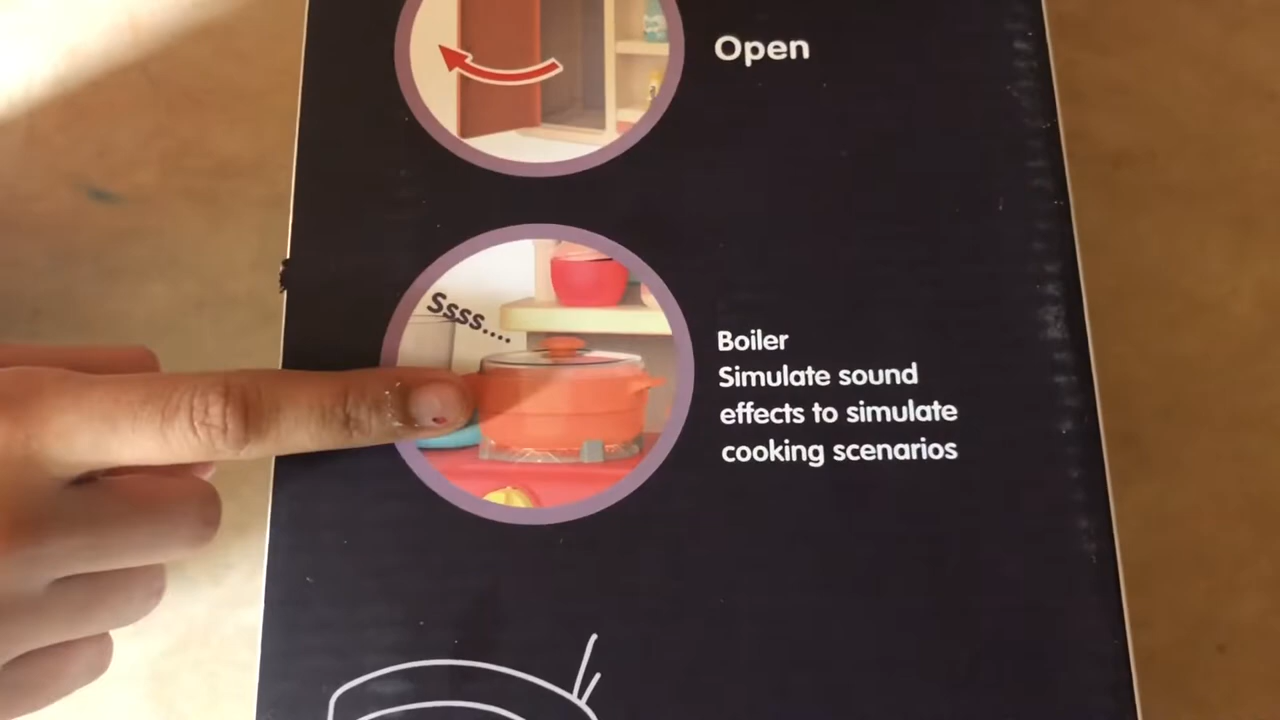 Open
Ssss....
Boiler
Simulate sound
effects to simulate
cooking scenarios